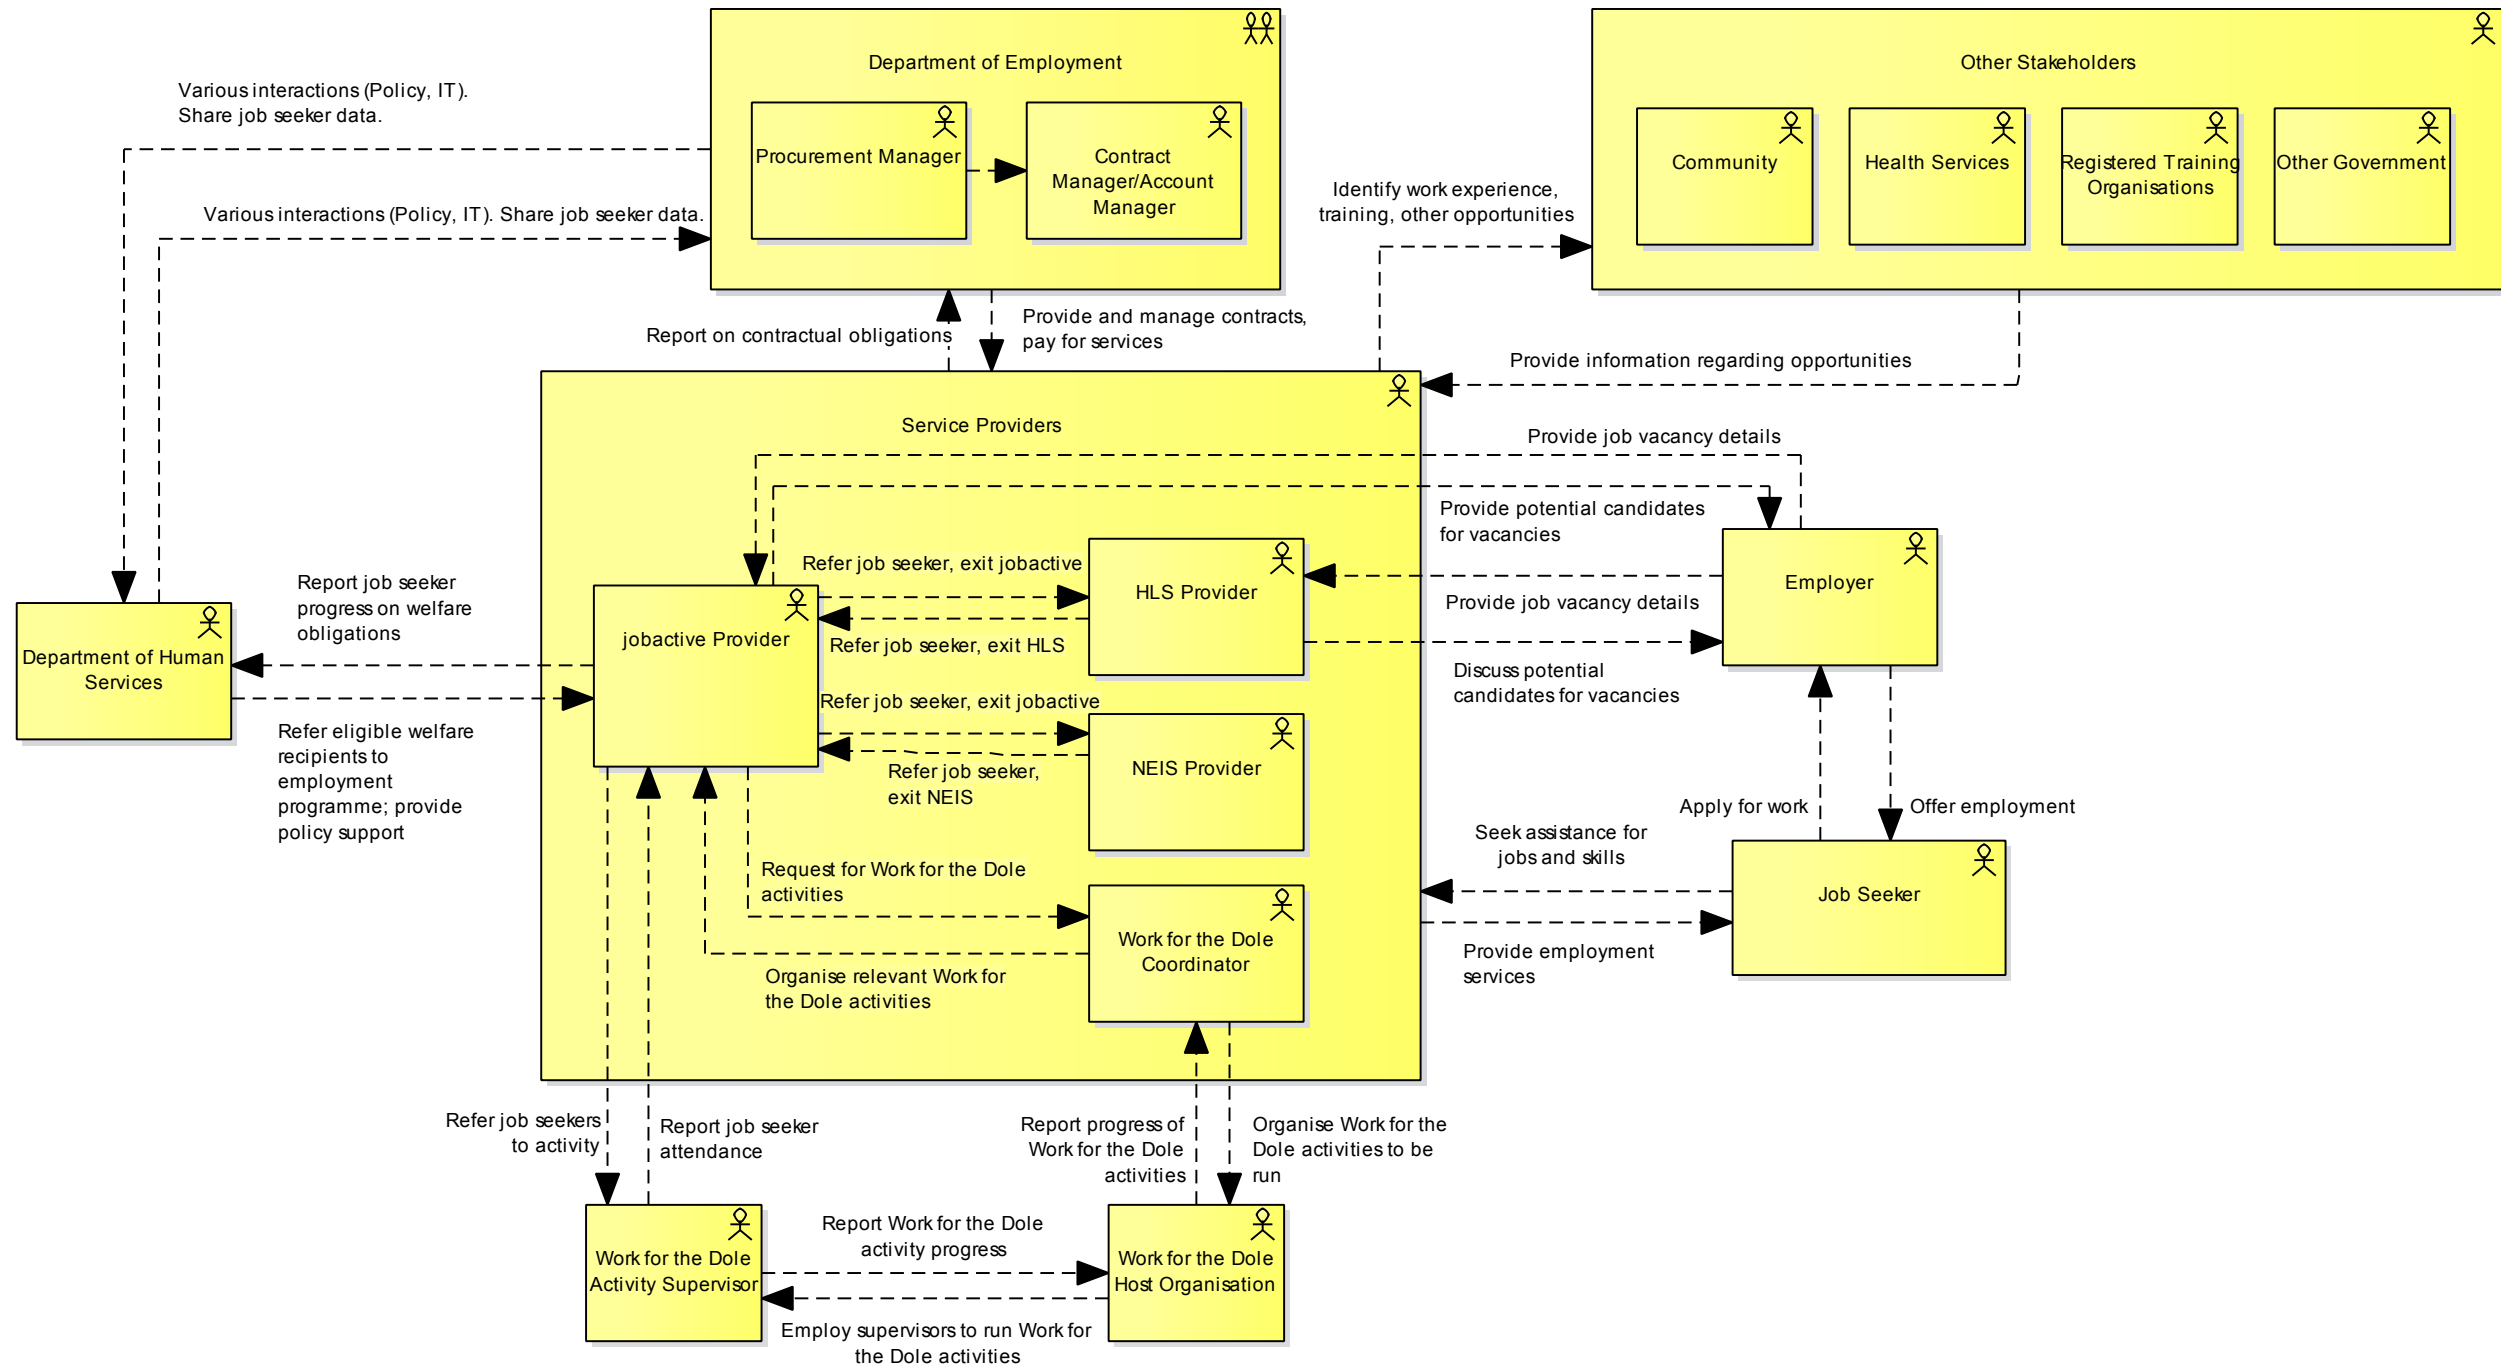 Department of Employment
Other Stakeholders
Various interactions (Policy, IT).
Share job seeker data.
Procurement Manager
Contract
Manager/Account
Manager
Community
Health Services
Registered Training
Organisations
Other Government
Identify work experience,
training, other opportunities
Various interactions (Policy, IT). Share job seeker data.
Report on contractual obligations
Provide and manage contracts,
pay for services
Provide information regarding opportunities
Service Providers
Provide job vacancy details
Provide potential candidates
for vacancies
Refer job seeker, exit jobactive
HLS Provider
Employer
Report job seeker
progress on welfare
obligations
Provide job vacancy details
jobactive Provider
Refer job seeker, exit HLS
Department of Human
Services
Discuss potential
candidates for vacancies
Refer job seeker, exit jobactive
Refer eligible welfare
recipients to
employment
programme; provide
policy support
NEIS Provider
Refer job seeker,
exit NEIS
Apply for work
Offer employment
Seek assistance for
jobs and skills
Request for Work for the Dole
activities
Job Seeker
Work for the Dole
Coordinator
Provide employment
services
Organise relevant Work for
the Dole activities
Refer job seekers
to activity
Report job seeker
attendance
Report progress of
Work for the Dole
activities
Organise Work for the
Dole activities to be
run
Report Work for the Dole
activity progress
Work for the Dole
Activity Supervisor
Work for the Dole
Host Organisation
Employ supervisors to run Work for
the Dole activities